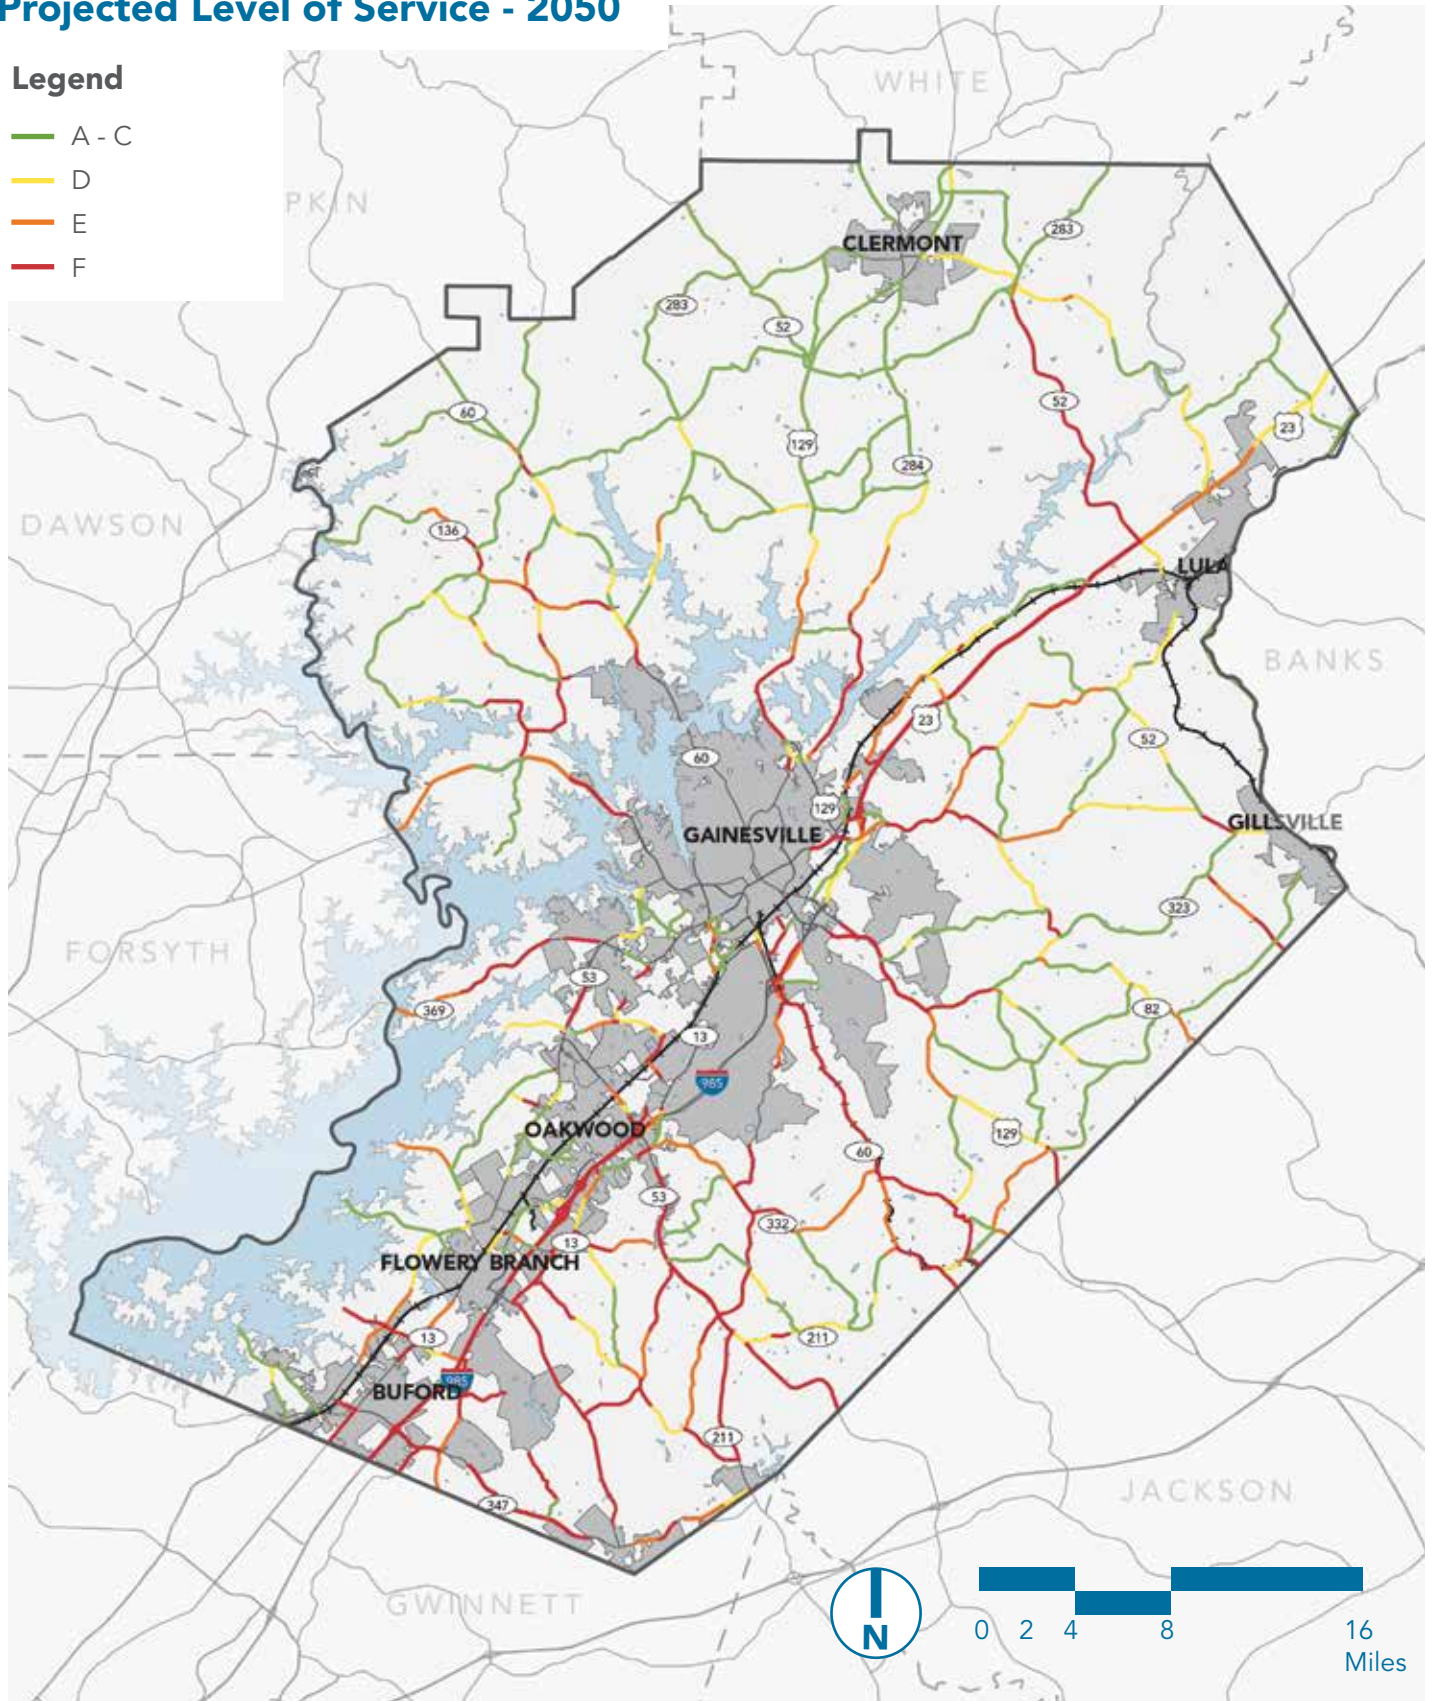 Projected Level of Service - 2050
Legend
A - C
D
E
F
WHITE
PKIN
CLERMONT
283
283
52
60
52
129
23
284
DAWSON
136
LULA
BANKS
23
52
60
129
GAINESVILLE
GILLSVILLE
323
FORSYTH
53
369
82
13
985
OAKWOOD
129
60
53
332
13
FLOWERY BRANCH
13
211
985
BUFORD
211
JACKSON
347
GWINNETT
N
0 2 4 8 16
Miles